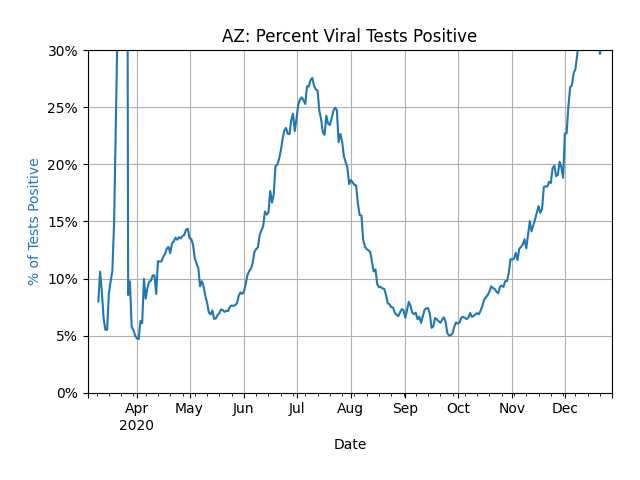 AZ: Percent Viral Tests Positive
30%
25%
20%
15%
10%
5%
0%
% of Tests Positive
Apr May Jun Jul Aug Sep Oct Nov Dec
2020
Date